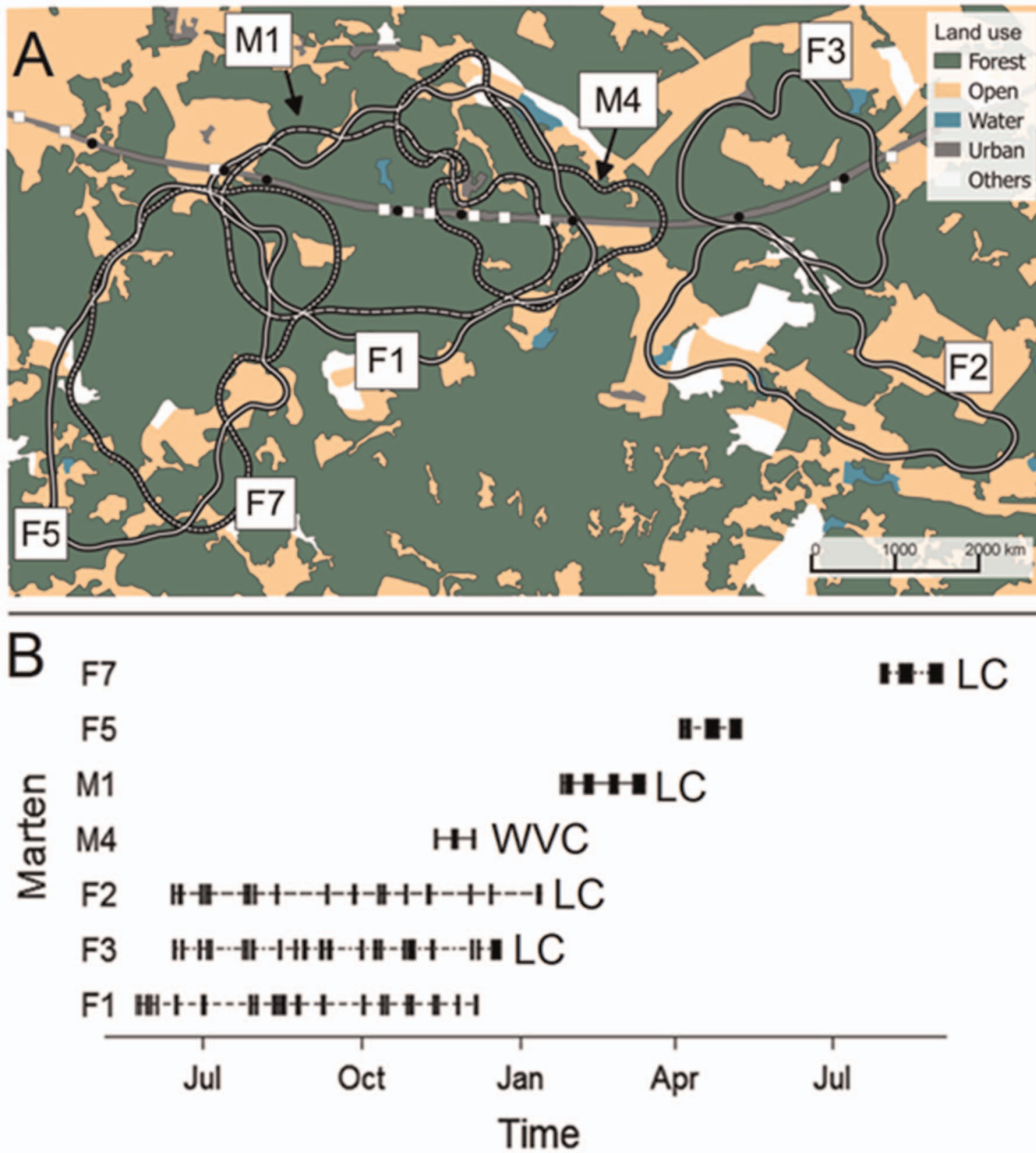 A
M1
F3
M4
Land use
Forest
Open
Water
Urban
Others
F1
F2
F5
F7
0 1000 2000 km
B
Marten
F7 LC
F5
M1 LC
M4 WVC
F2 LC
F3 LC
F1
Jul Oct Jan Apr Jul
Time